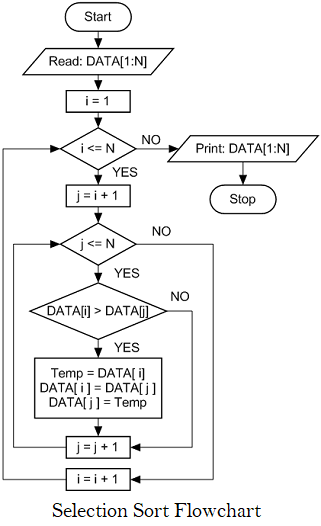 Start
Read: DATA[1:N]
i = 1
i <= N
NO
Print: DATA[1:N]
YES
j = i + 1
Stop
j <= N
NO
YES
DATA[i] > DATA[j]
NO
YES
Temp = DATA[ i]
DATA[ i ] = DATA[ j ]
DATA[ j ] = Temp
j = j + 1
i = i + 1
Selection Sort Flowchart